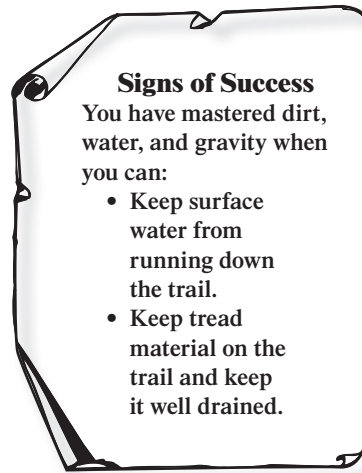 Signs of Success
You have mastered dirt,
water, and gravity when
you can:
• Keep surface
water from
running down
the trail.
• Keep tread
material on the
trail and keep
it well drained.